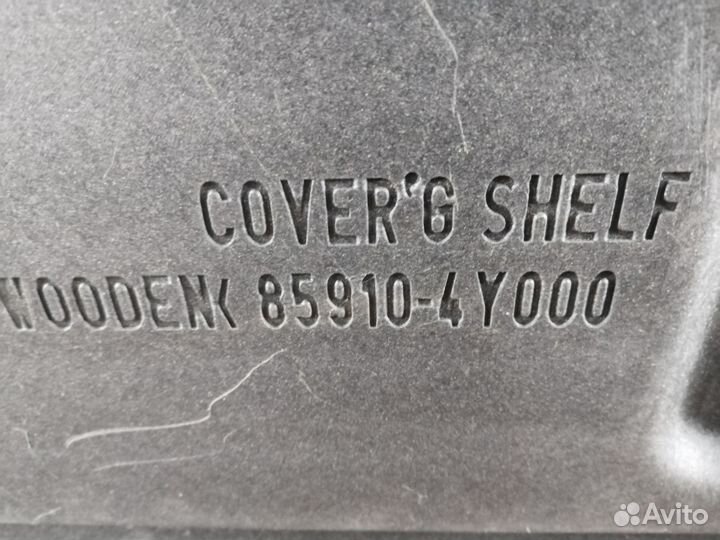 COVER'G SHELF
WOODEN< 85910-4Y000
Avito